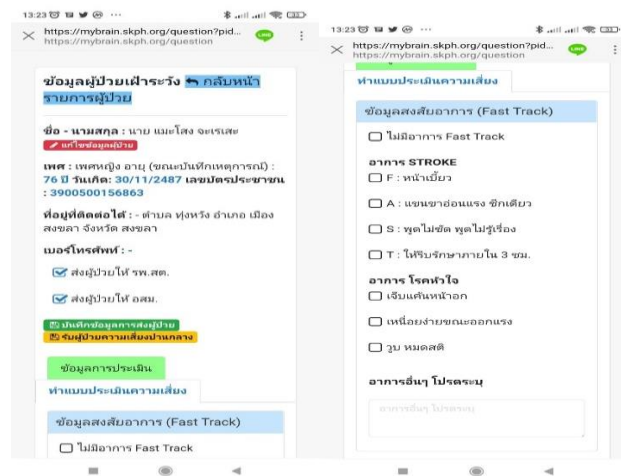 13:23
https://mybrain.skph.org/question?pid...
https://mybrain.skph.org/question
ข้อมูลผู้ป่วยเฝ้าระวัง กลับหน้า
รายการผู้ป่วย
ชื่อ - นามสกุล : นาย แมะโสง จะเรเสะ
แก้ไขข้อมูลผู้ป่วย
เพศ : เพศหญิง อายุ (ขณะบันทึกเหตุการณ์) :
76 ปี วันเกิด: 30/11/2487 เลขบัตรประชาชน
: 3900500156863
ที่อยู่ที่ติดต่อได้ : - ตำบล ทุ่งหวัง อำเภอ เมือง
สงขลา จังหวัด สงขลา
เบอร์โทรศัพท์ : -
ส่งผู้ป่วยให้ รพ.สต.
ส่งผู้ป่วยให้ อสม.
บันทึกข้อมูลการส่งผู้ป่วย
รับผู้ป่วยความเสี่ยงปานกลาง
ข้อมูลการประเมิน
ทำแบบประเมินความเสี่ยง
ข้อมูลสงสัยอาการ (Fast Track)
ไม่มีอาการ Fast Track
13:23
https://mybrain.skph.org/question?pid...
https://mybrain.skph.org/question
ทำแบบประเมินความเสี่ยง
ข้อมูลสงสัยอาการ (Fast Track)
ไม่มีอาการ Fast Track
อาการ STROKE
F : หน้าเบี้ยว
A : แขนขาอ่อนแรง ซีกเดียว
S : พูดไม่ชัด พูดไม่รู้เรื่อง
T : ให้รีบรักษาภายใน 3 ชม.
อาการ โรคหัวใจ
เจ็บแค้นหน้าอก
เหนื่อยง่ายขณะออกแรง
วูบ หมดสติ
อาการอื่นๆ โปรดระบุ
อาการอื่นๆ โปรดระบุ